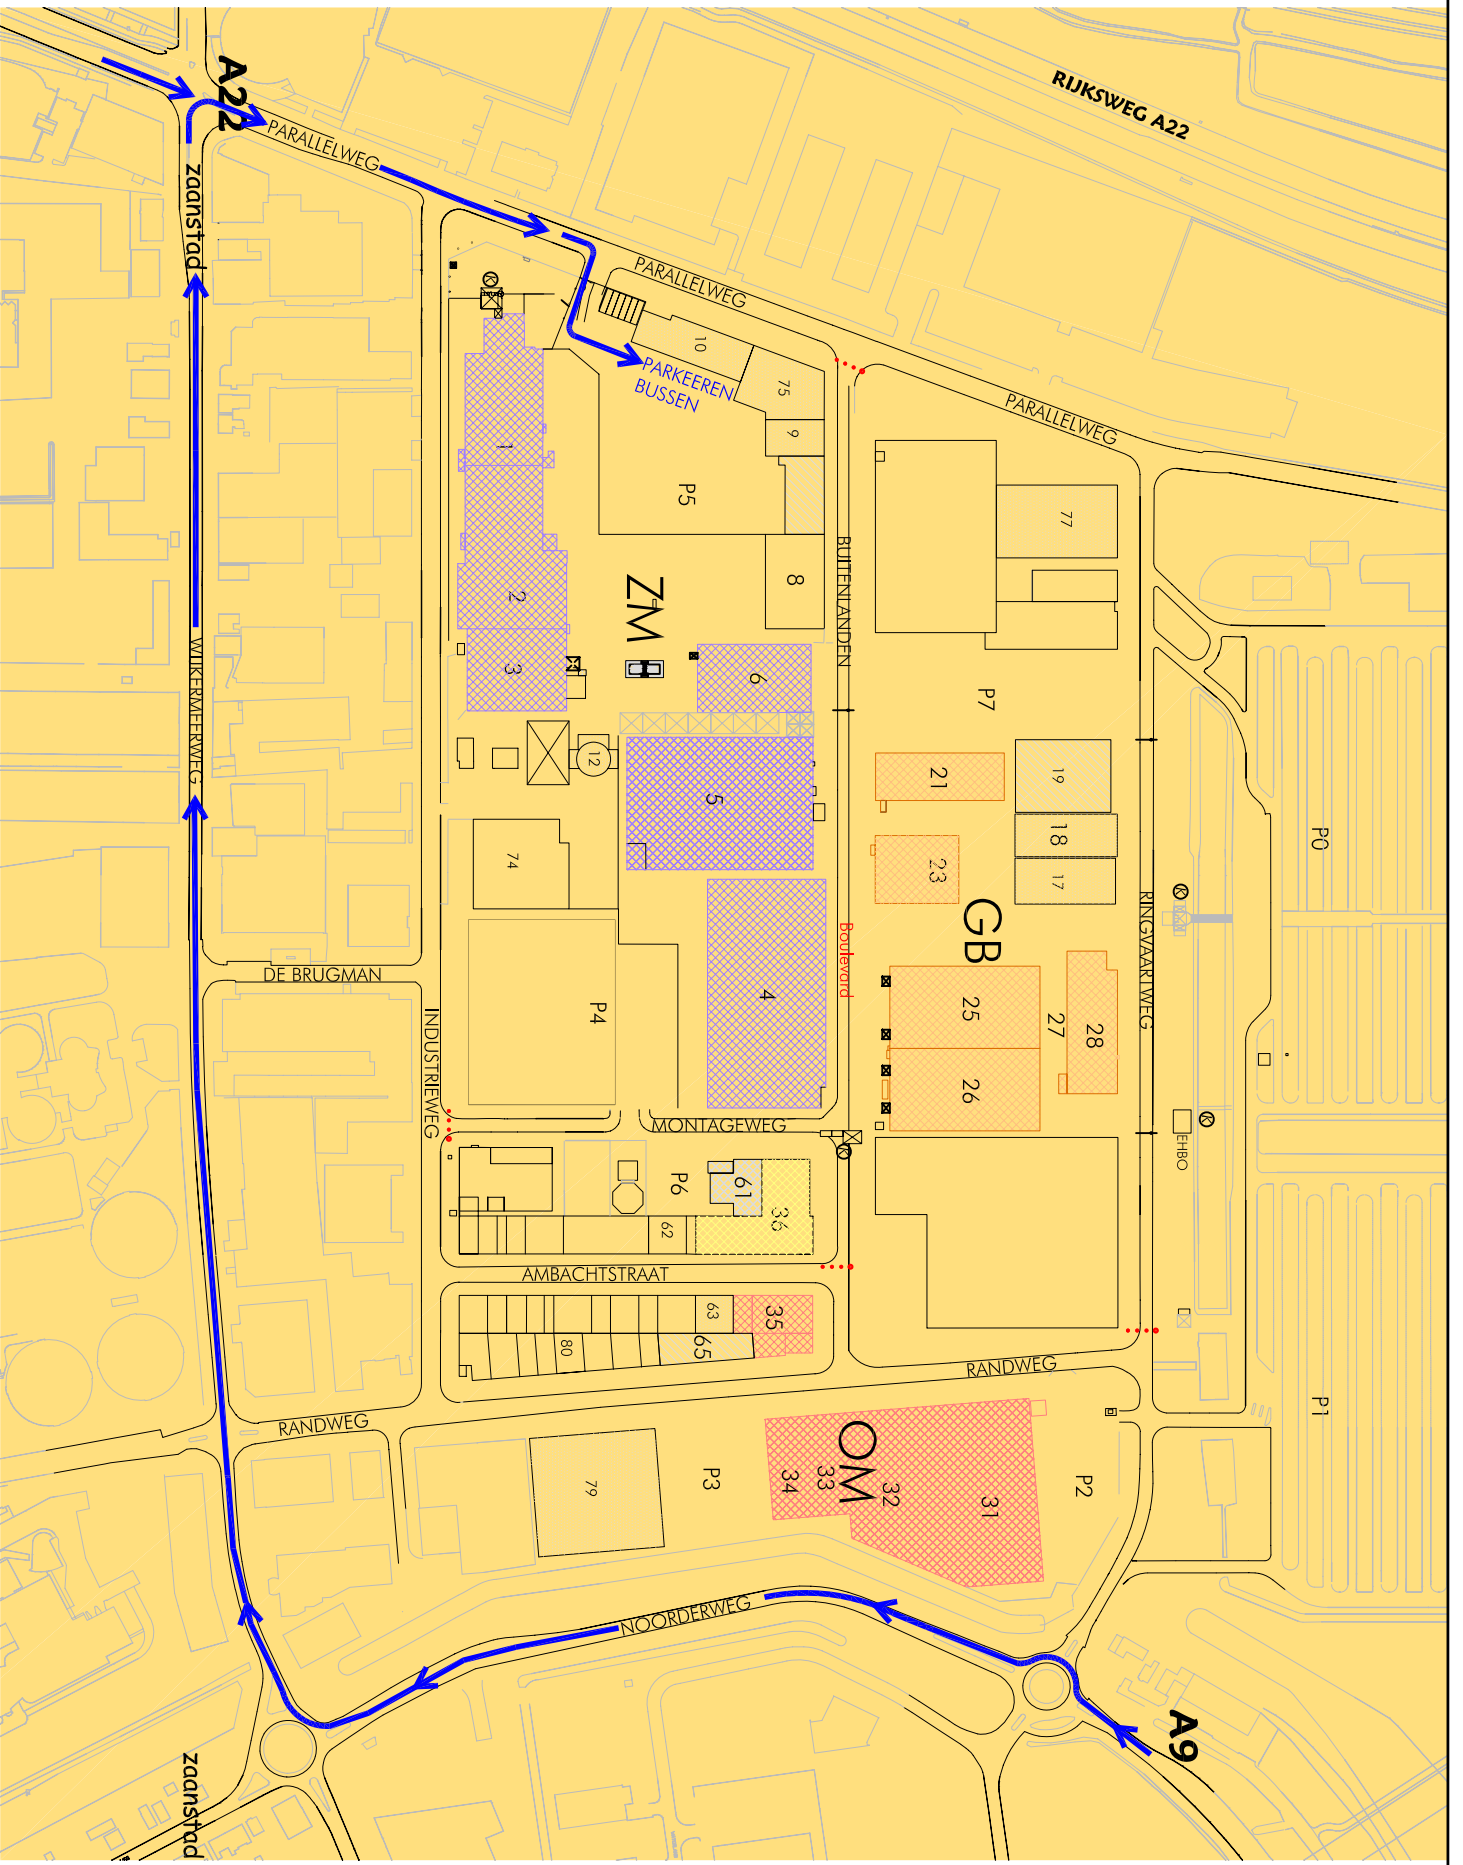 RIJKSWEG A22
A22
PARALLELWEG
zaanstad
PARALLELWEG
PARKEEREN
BUSSEN
10
75
9
PARALLELWEG
1
P5
77
BUITENLANDEN
8
ZM
2
3
6
P7
WIJKERMEERWEG
12
5
21
19
18
17
23
P0
74
GB
Boulevard
RINGVAARTWEG
DE BRUGMAN
INDUSTRIEWEG
P4
4
25
26
27
28
MONTAGEWEG
EHBO
P6
61
36
62
AMBACHTSTRAAT
63
35
80
65
RANDWEG
RANDWEG
P1
OM
P3
79
34
33
32
31
P2
NOORDERWEG
A9
zaanstad
K
K
K
K